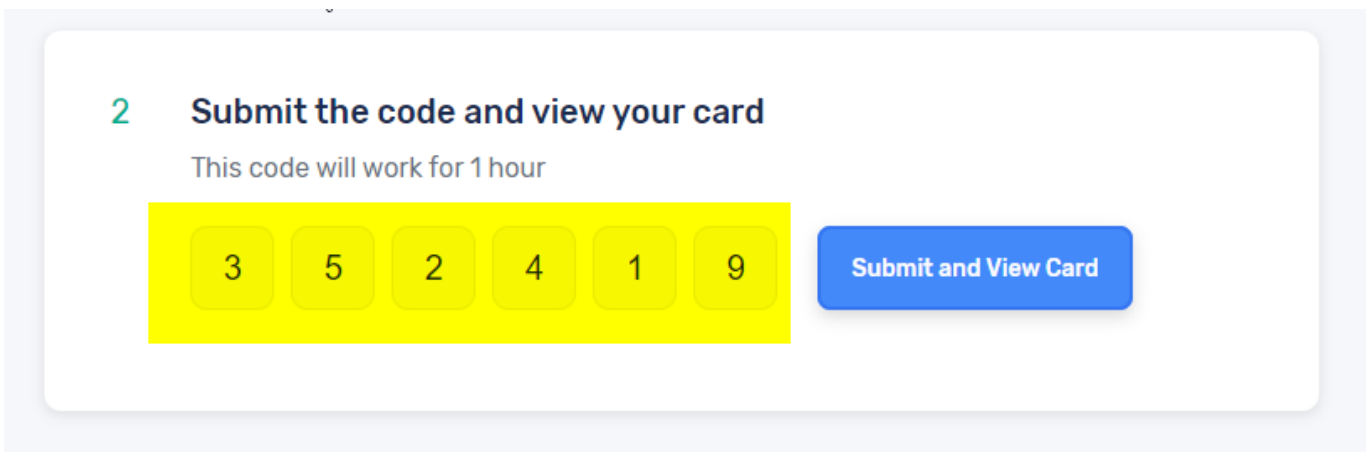 2 Submit the code and view your card
This code will work for 1 hour
3 5 2 4 1 9 Submit and View Card